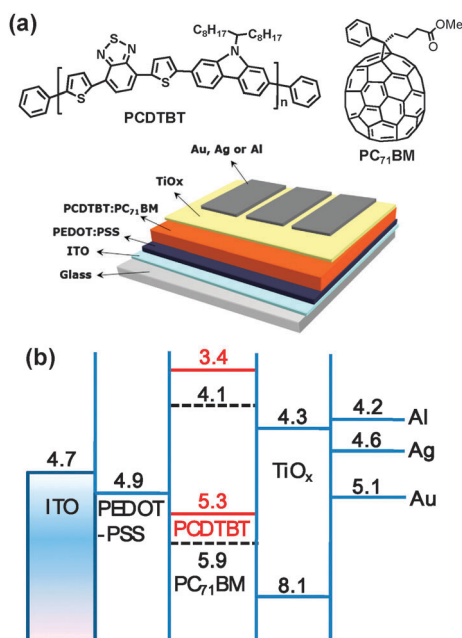 (a)
C8H17
C8H17
N
S
N
N
S
S
n
PCDTBT
OMe
O
PC71BM
Au, Ag or Al
TiOx
PCDTBT:PC71BM
PEDOT:PSS
ITO
Glass
(b)
3.4
4.1
4.2
4.3
Al
4.6
4.7
Ag
TiOx
4.9
5.1
Au
5.3
ITO
PEDOT
PCDTBT
-PSS
5.9
PC71BM
8.1